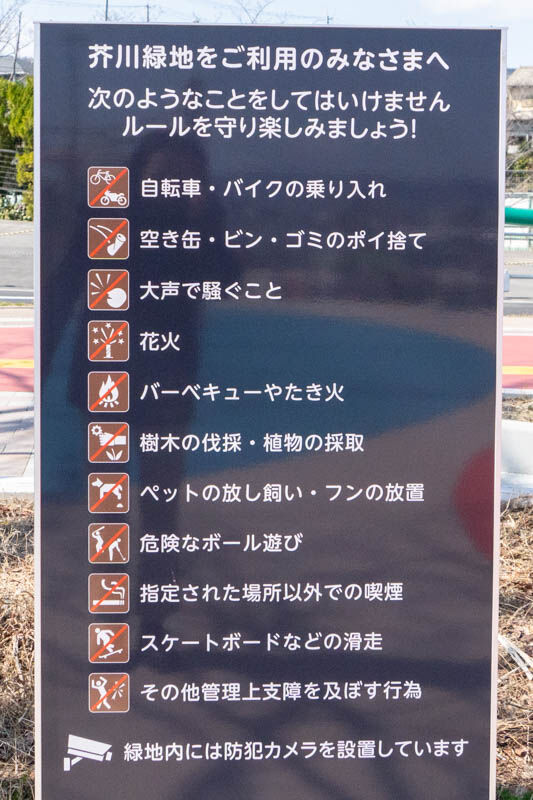 芥川緑地をご利用のみなさまへ
次のようなことをしてはいけません
ルールを守り楽しみましょう!
自転車・バイクの乗り入れ
空き缶・ビン・ゴミのポイ捨て
大声で騒ぐこと
花火
バーベキューやたき火
樹木の伐採・植物の採取
ペットの放し飼い・フンの放置
危険なボール遊び
指定された場所以外での喫煙
スケートボードなどの滑走
その他管理上支障を及ぼす行為
緑地内には防犯カメラを設置しています